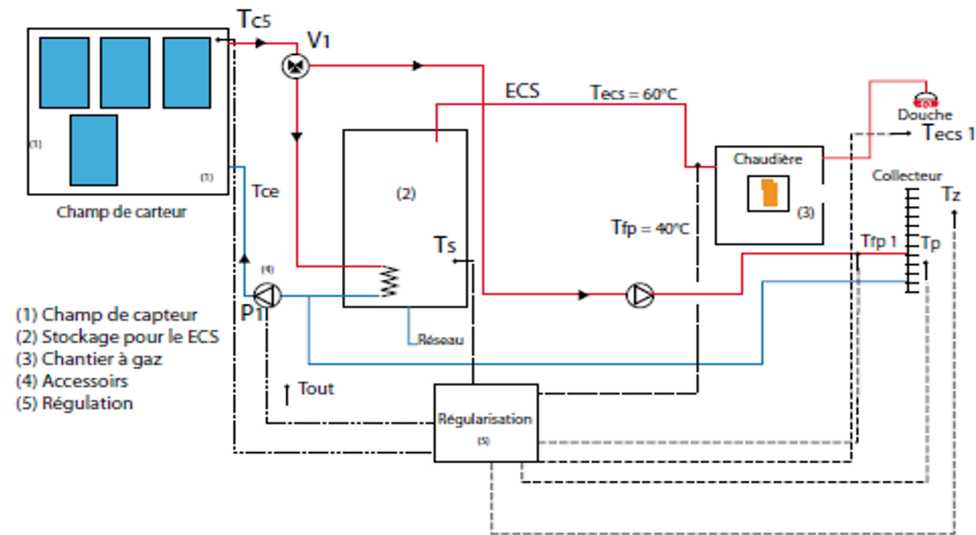 Tc5
V1
ECS
Tecs = 60°C
Douche
Tecs 1
(1)
(1)
Champ de carteur
Tce
(2)
Ts
Chaudière
(3)
Collecteur
Tz
Tfp = 40°C
Tfp 1
Tp
(4)
P1
Réseau
(1) Champ de capteur
(2) Stockage pour le ECS
(3) Chantier à gaz
(4) Accessoirs
(5) Régulation
Tout
Régularisation
(5)